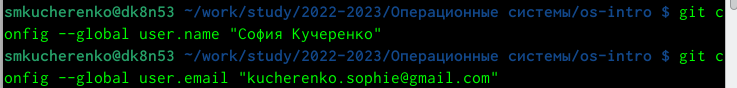 smkucherenko@dk8n53 ~/work/study/2022-2023/Операционные системы/os-intro $ git c
onfig --global user.name "София Кучеренко"
smkucherenko@dk8n53 ~/work/study/2022-2023/Операционные системы/os-intro $ git c
onfig --global user.email "kucherenko.sophie@gmail.com"